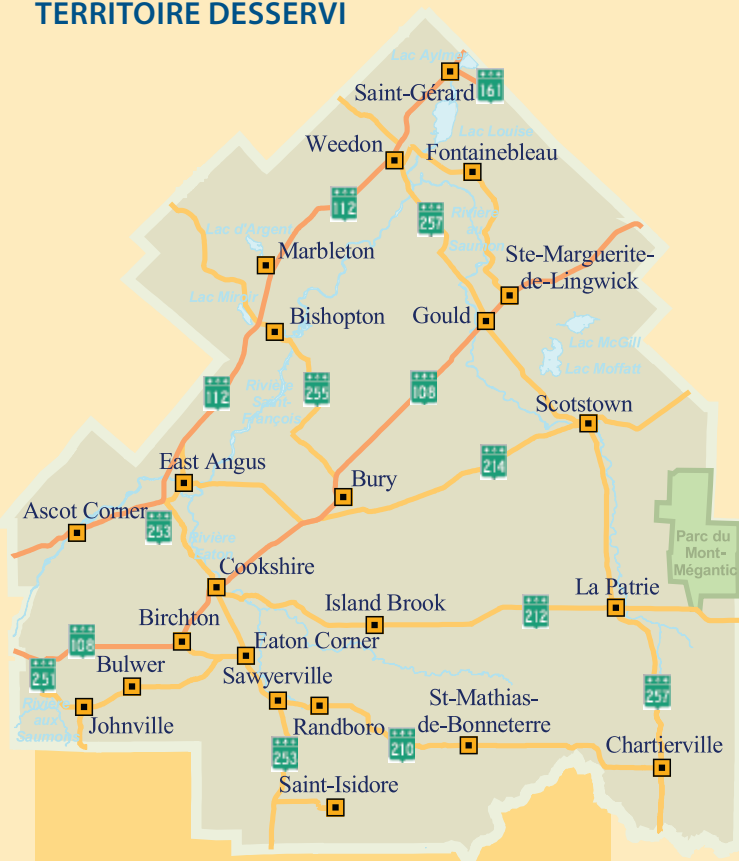 TERRITOIRE DESSERVI
Lac Aylmer
Saint-Gérard
161
Weedon
Lac Louise
Fontainebleau
112
257
Rivière
au
Saumon
Lac d'Argent
Marbleton
Ste-Marguerite-
de-Lingwick
Lac Miroir
Bishopton
Gould
Lac McGill
Lac Moffatt
112
Rivière
Saint-
François
255
108
Scotstown
East Angus
214
Bury
Ascot Corner
253
Rivière
Eaton
Parc du
Mont-
Mégantic
Cookshire
Island Brook
La Patrie
212
Birchton
108
Eaton Corner
Bulwer
Sawyerville
251
257
Rivière
aux
Saumons
Johnville
Randboro
St-Mathias-
de-Bonneterre
253
210
Chartierville
Saint-Isidore